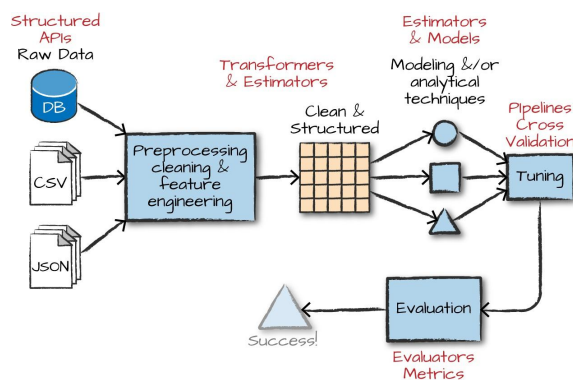 Structured
APIs
Raw Data
DB
CSV
JSON
Preprocessing
cleaning &
feature
engineering
Transformers
& Estimators
Clean &
Structured
Estimators
& Models
Modeling &/or
analytical
techniques
PIpelines
Cross
Validation
Tuning
Evaluation
Evaluators
Metrics
Success!